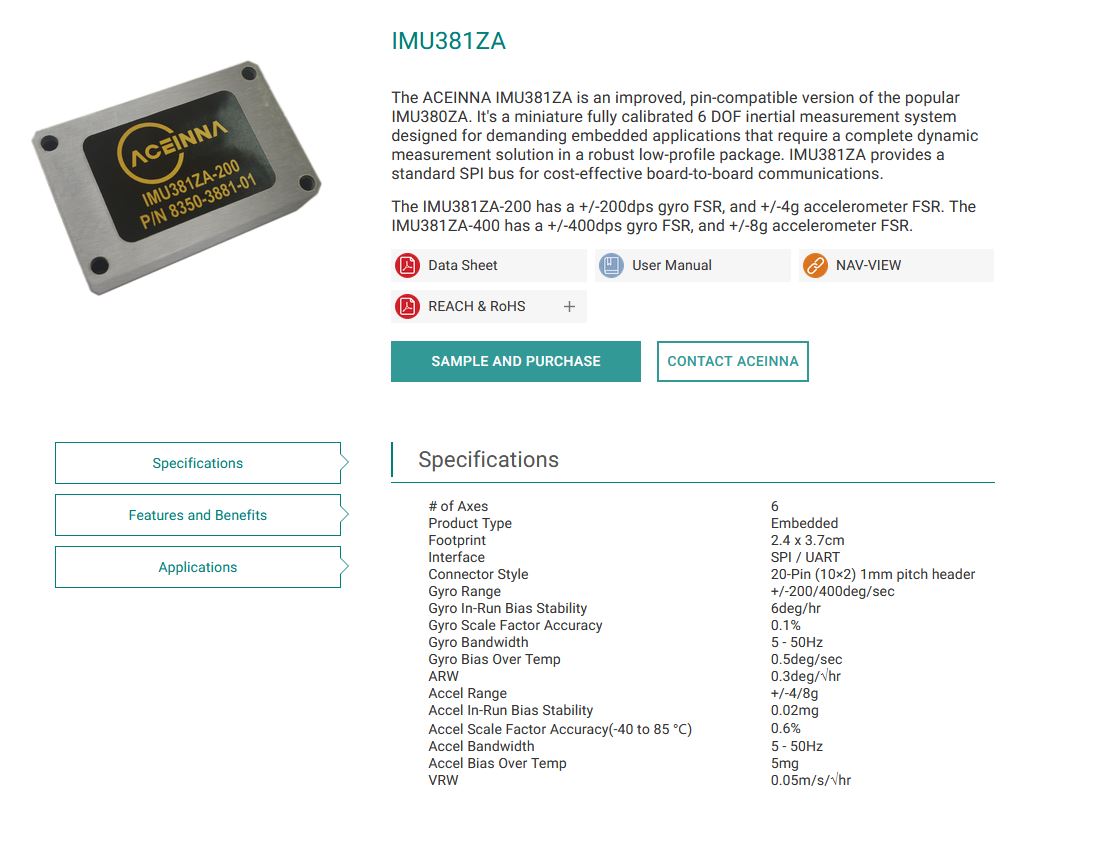 ACEINNA
IMU381ZA-200
P/N 8350-3881-01
IMU381ZA
The ACEINNA IMU381ZA is an improved, pin-compatible version of the popular
IMU380ZA. It's a miniature fully calibrated 6 DOF inertial measurement system
designed for demanding embedded applications that require a complete dynamic
measurement solution in a robust low-profile package. IMU381ZA provides a
standard SPI bus for cost-effective board-to-board communications.
The IMU381ZA-200 has a +/-200dps gyro FSR, and +/-4g accelerometer FSR. The
IMU381ZA-400 has a +/-400dps gyro FSR, and +/-8g accelerometer FSR.
Data Sheet User Manual NAV-VIEW
REACH & RoHS +
SAMPLE AND PURCHASE CONTACT ACEINNA
Specifications
Features and Benefits
Applications
Specifications
# of Axes 6
Product Type Embedded
Footprint 2.4 x 3.7cm
Interface SPI / UART
Connector Style 20-Pin (10×2) 1mm pitch header
Gyro Range +/-200/400deg/sec
Gyro In-Run Bias Stability 6deg/hr
Gyro Scale Factor Accuracy 0.1%
Gyro Bandwidth 5 - 50Hz
Gyro Bias Over Temp 0.5deg/sec
ARW 0.3deg/√hr
Accel Range +/-4/8g
Accel In-Run Bias Stability 0.02mg
Accel Scale Factor Accuracy(-40 to 85 ℃) 0.6%
Accel Bandwidth 5 - 50Hz
Accel Bias Over Temp 5mg
VRW 0.05m/s/√hr